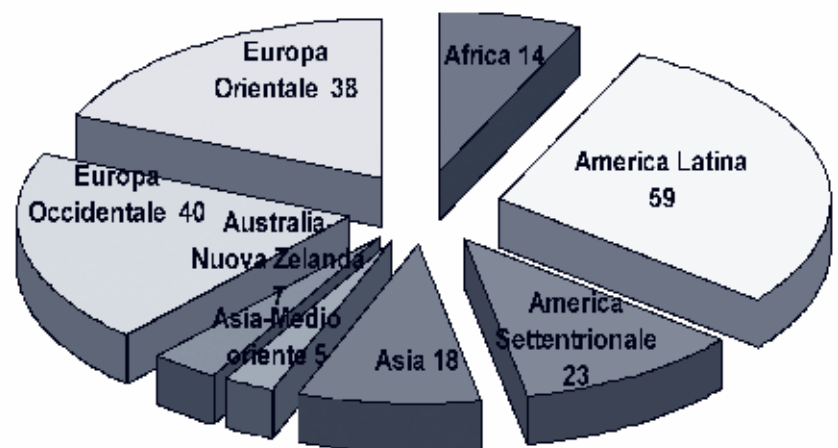 Europa
Orientale 38
Africa 14
America Latina
59
Europa
Occidentale 40
Australia-
Nuova Zelanda
7
Asia-Medio
oriente 5
Asia 18
America
Settentrionale
23